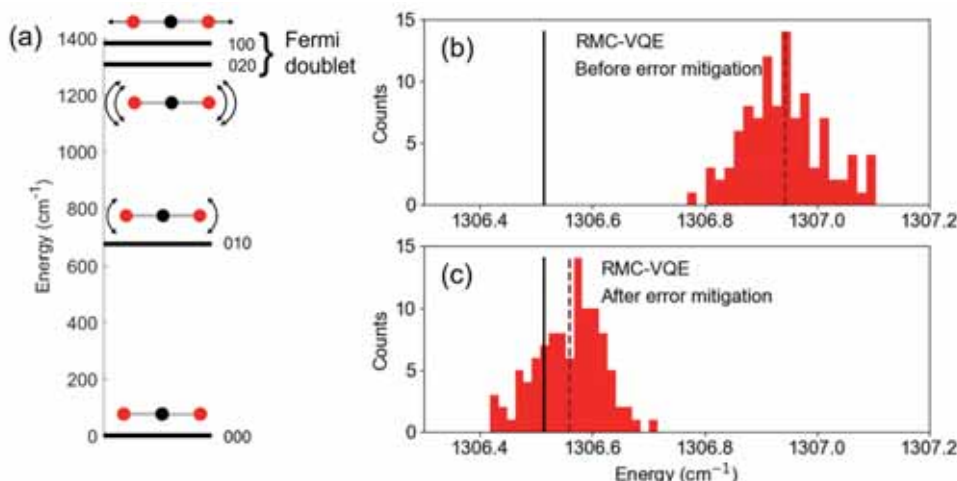 (a)
1400
1200
1000
800
600
400
200
0
Energy (cm⁻¹)
100
020
} Fermi
doublet
010
000
(b)
RMC-VQE
Before error mitigation
15
10
5
0
Counts
1306.4 1306.6 1306.8 1307.0 1307.2
(c)
RMC-VQE
After error mitigation
15
10
5
0
Counts
1306.4 1306.6 1306.8 1307.0 1307.2
Energy (cm⁻¹)